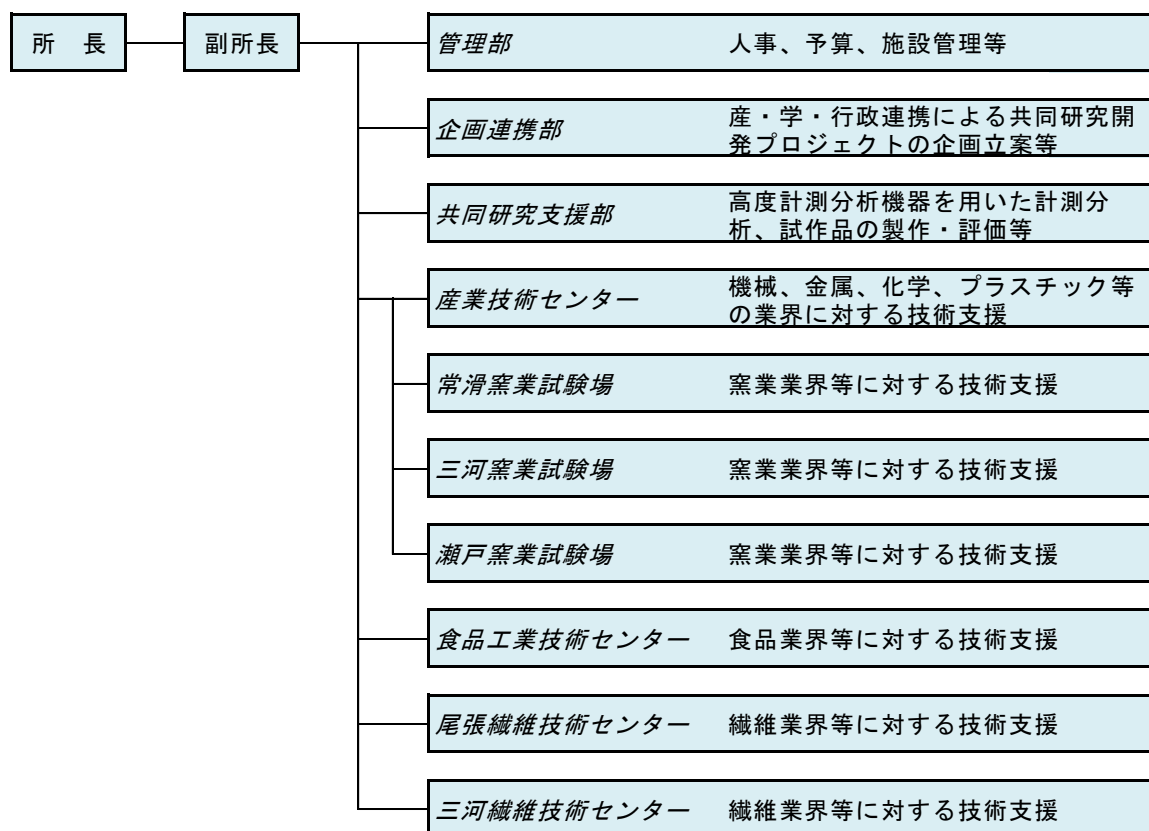 所　長
副所長
管理部　人事、予算、施設管理等
企画連携部　産・学・行政連携による共同研究開
発プロジェクトの企画立案等
共同研究支援部　高度計測分析機器を用いた計測分
析、試作品の製作・評価等
産業技術センター　機械、金属、化学、プラスチック等
の業界に対する技術支援
常滑窯業試験場　窯業業界等に対する技術支援
三河窯業試験場　窯業業界等に対する技術支援
瀬戸窯業試験場　窯業業界等に対する技術支援
食品工業技術センター　食品業界等に対する技術支援
尾張繊維技術センター　繊維業界等に対する技術支援
三河繊維技術センター　繊維業界等に対する技術支援